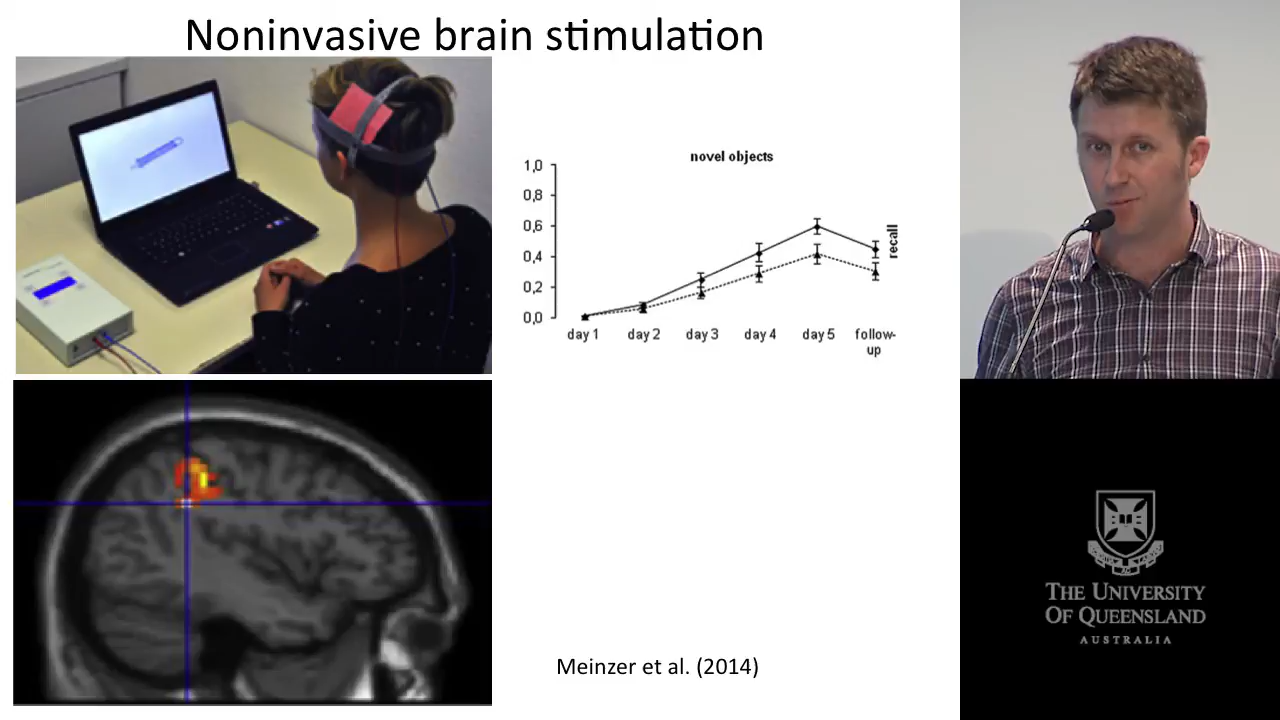 Noninvasive brain stimulation
novel objects
1,0
0,8
0,6
0,4
0,2
0,0
recall
day 1
day 2
day 3
day 4
day 5
follow-
up
Meinzer et al. (2014)
THE UNIVERSITY
OF QUEENSLAND
AUSTRALIA